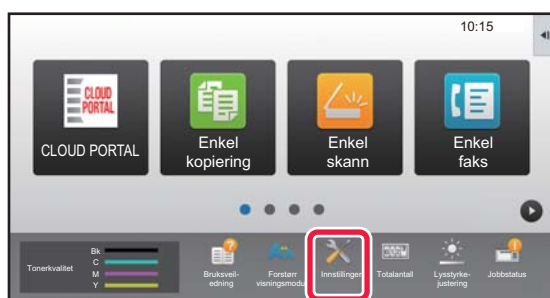 10:15
CLOUD
PORTAL
CLOUD PORTAL
Enkel
kopiering
Enkel
skann
Enkel
faks
Tonerkvalitet
Bk
C
M
Y
Bruksveil-
edning
Forstørr
visningsmodus
Innstillinger
Totalantall
Lysstyrke-
justering
Jobbstatus